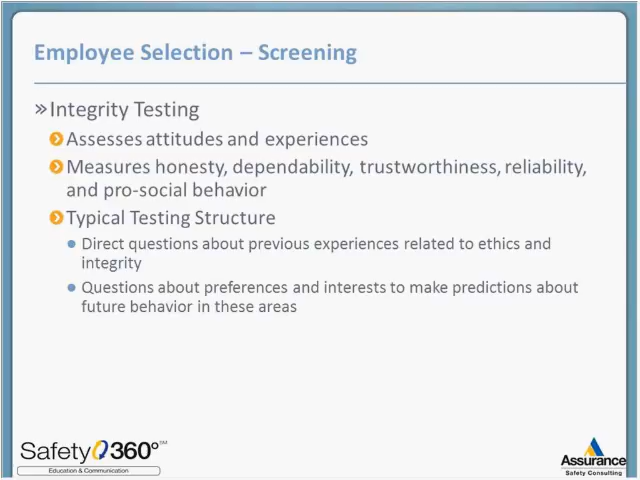 Employee Selection – Screening
»Integrity Testing
Assesses attitudes and experiences
Measures honesty, dependability, trustworthiness, reliability,
and pro-social behavior
Typical Testing Structure
Direct questions about previous experiences related to ethics and
integrity
Questions about preferences and interests to make predictions about
future behavior in these areas
Safety 360° SM
Education & Communication
Assurance
Safety Consulting